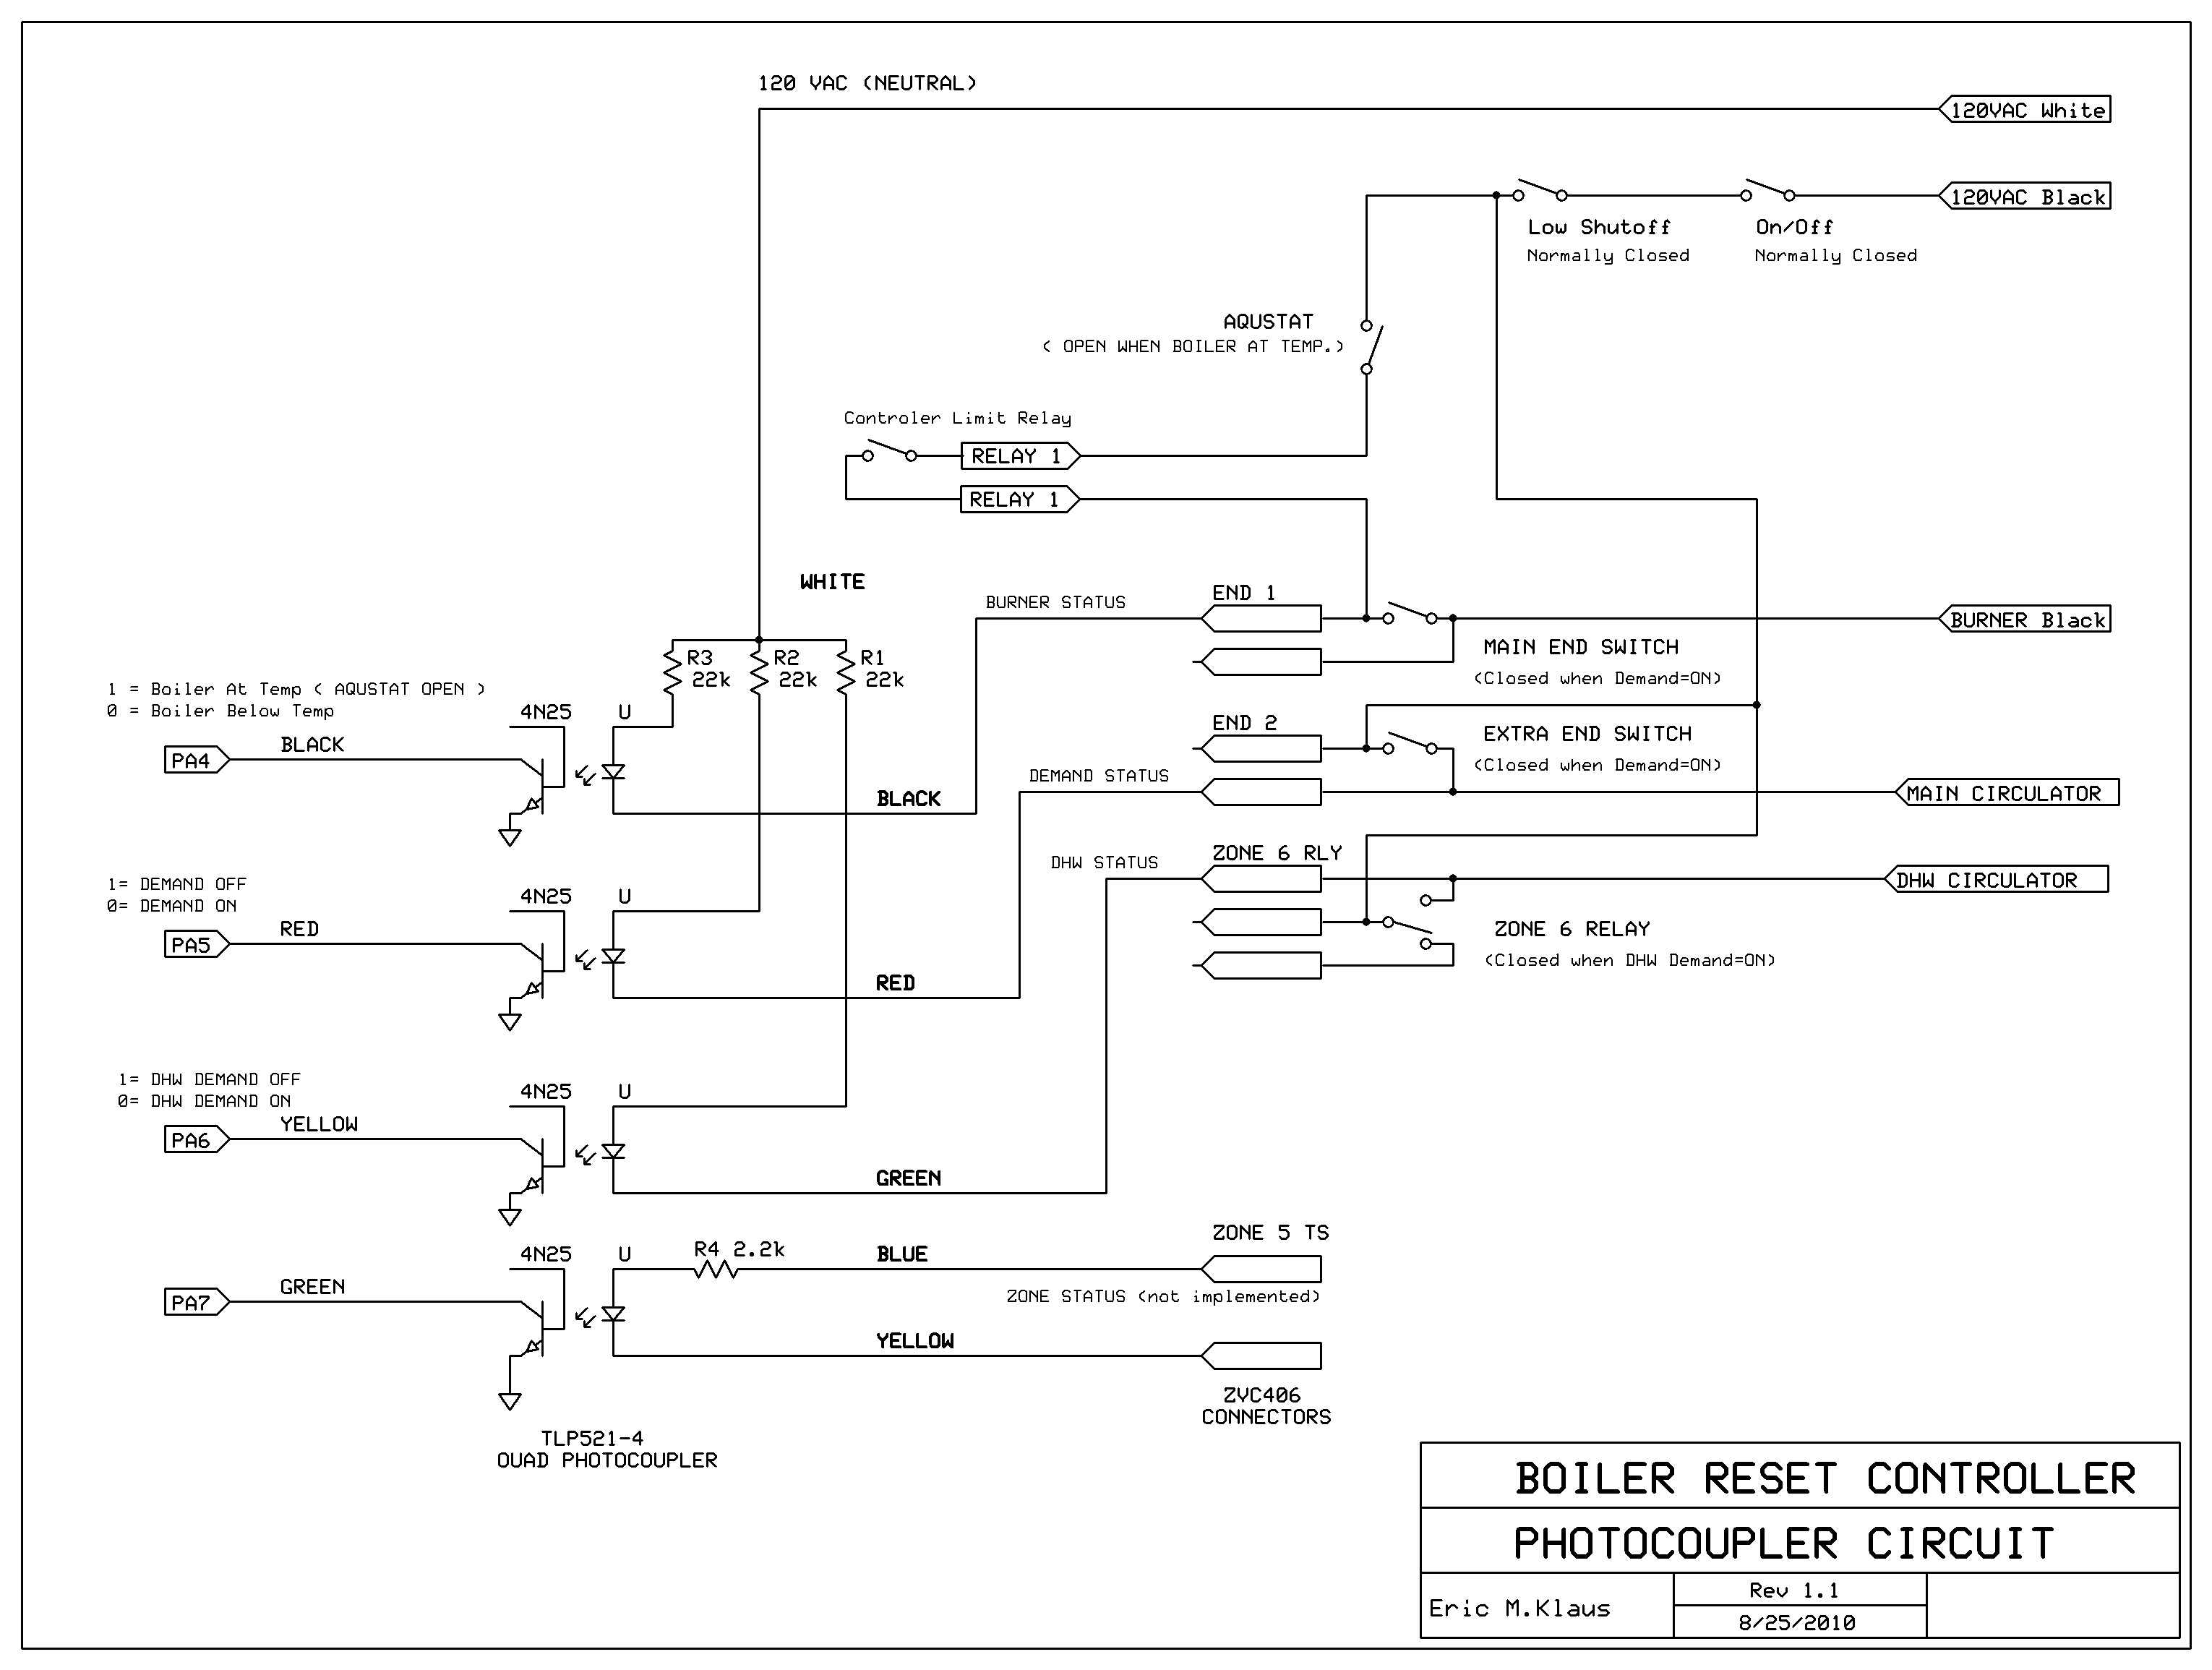 120 VAC (NEUTRAL)
120VAC White
120VAC Black
Low Shutoff
Normally Closed
On/Off
Normally Closed
AQUSTAT
( OPEN WHEN BOILER AT TEMP.)
Controler Limit Relay
RELAY 1
RELAY 1
WHITE
BURNER STATUS
END 1
BURNER Black
MAIN END SWITCH
(Closed when Demand=ON)
R3
22k
R2
22k
R1
22k
1 = Boiler At Temp ( AQUSTAT OPEN )
0 = Boiler Below Temp
4N25
U
BLACK
PA4
BLACK
END 2
EXTRA END SWITCH
(Closed when Demand=ON)
DEMAND STATUS
MAIN CIRCULATOR
DHW STATUS
ZONE 6 RLY
DHW CIRCULATOR
ZONE 6 RELAY
(Closed when DHW Demand=ON)
1= DEMAND OFF
0= DEMAND ON
4N25
U
RED
PA5
RED
1= DHW DEMAND OFF
0= DHW DEMAND ON
4N25
U
YELLOW
PA6
GREEN
4N25
U
R4 2.2k
BLUE
ZONE 5 TS
GREEN
PA7
ZONE STATUS (not implemented)
YELLOW
ZVC406
CONNECTORS
TLP521-4
QUAD PHOTOCOUPLER
BOILER RESET CONTROLLER
PHOTOCOUPLER CIRCUIT
Eric M.Klaus
Rev 1.1
8/25/2010